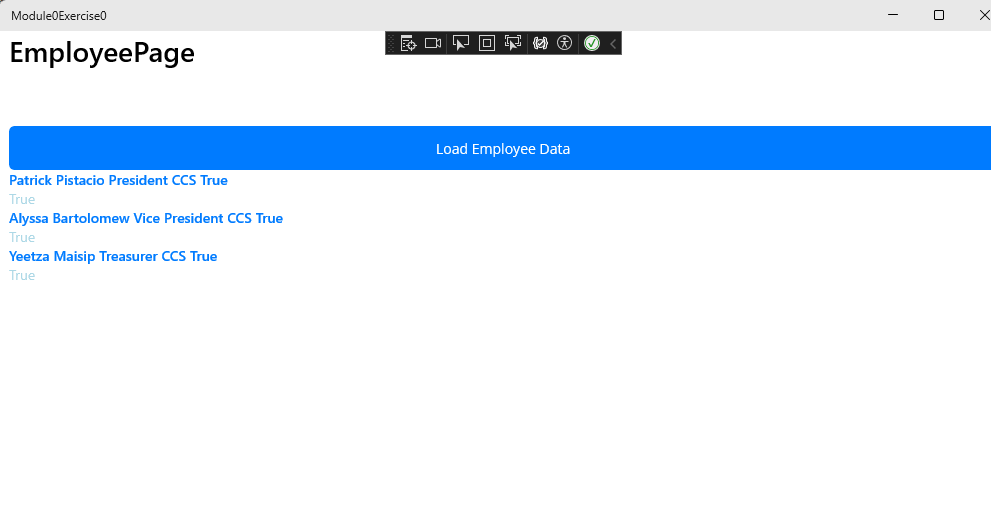 Module0Exercise0
EmployeePage
Load Employee Data
Patrick Pistacio President CCS True
True
Alyssa Bartolomew Vice President CCS True
True
Yeetza Maisip Treasurer CCS True
True